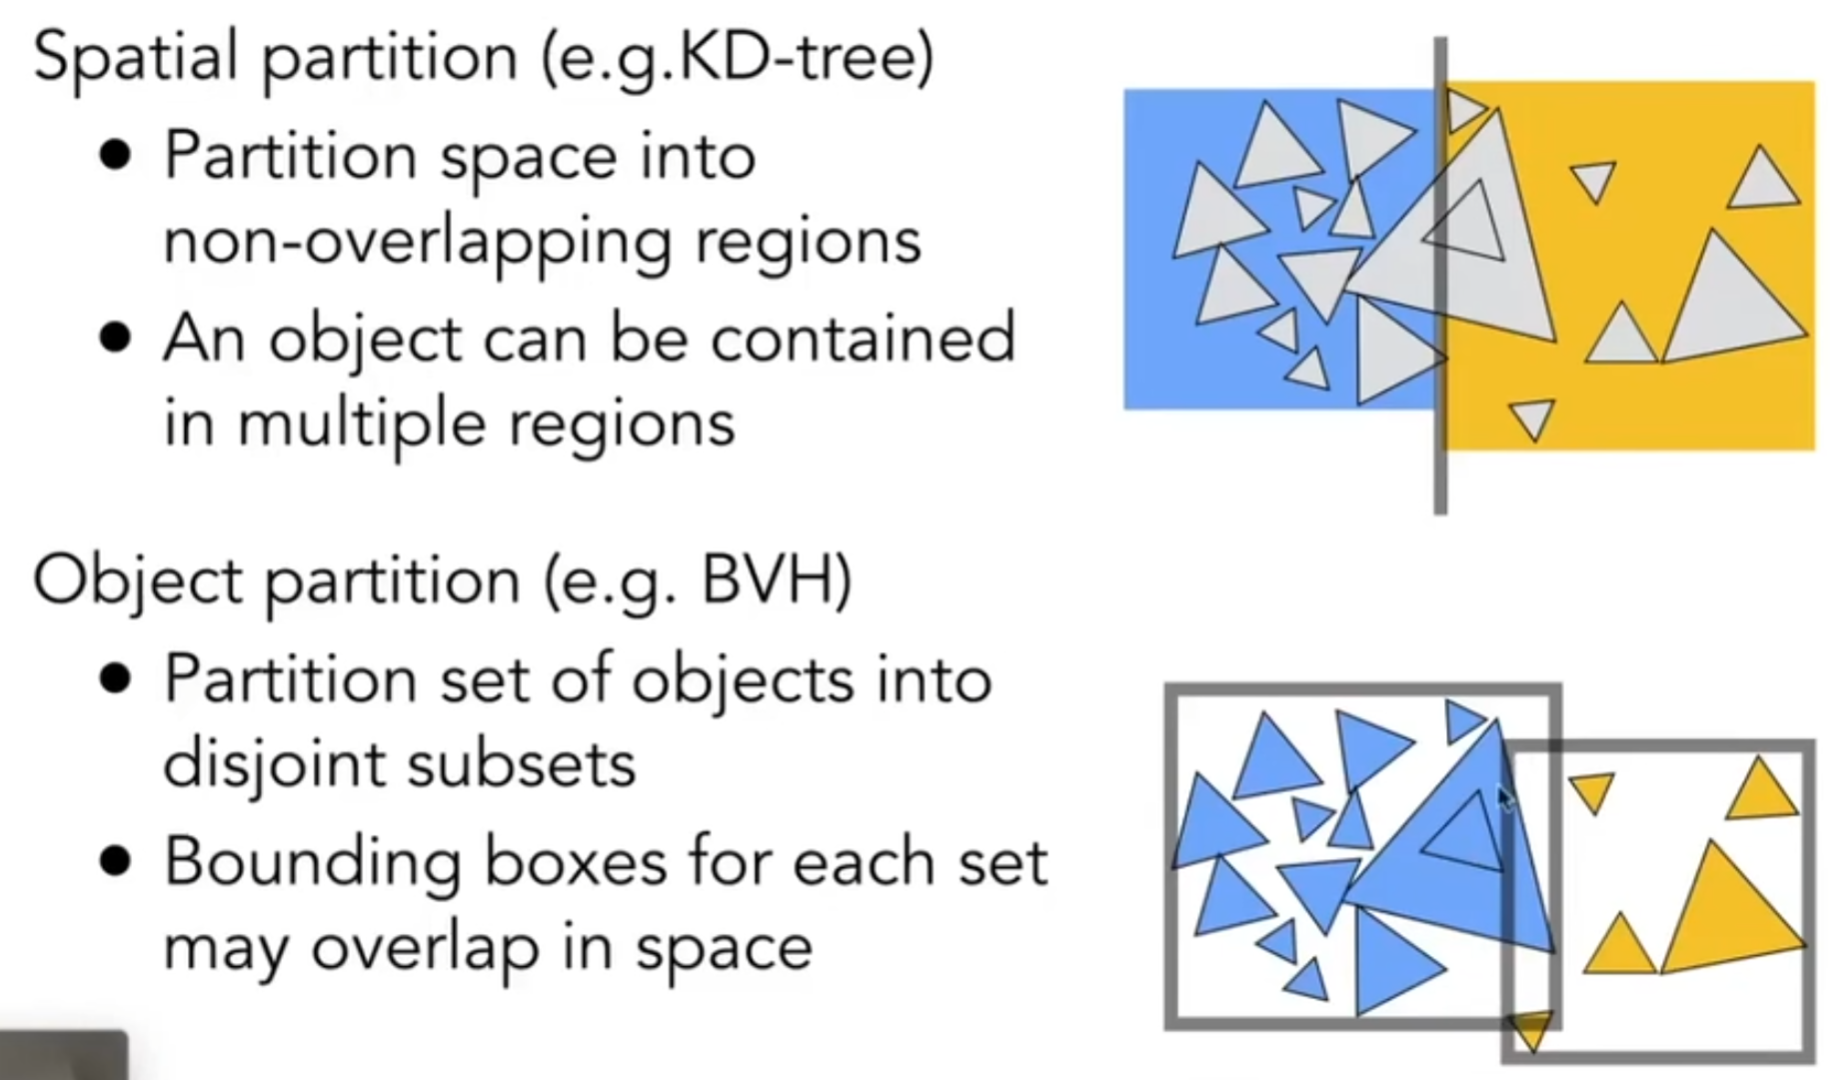 Spatial partition (e.g.KD-tree)
● Partition space into
non-overlapping regions
● An object can be contained
in multiple regions
Object partition (e.g. BVH)
● Partition set of objects into
disjoint subsets
● Bounding boxes for each set
may overlap in space